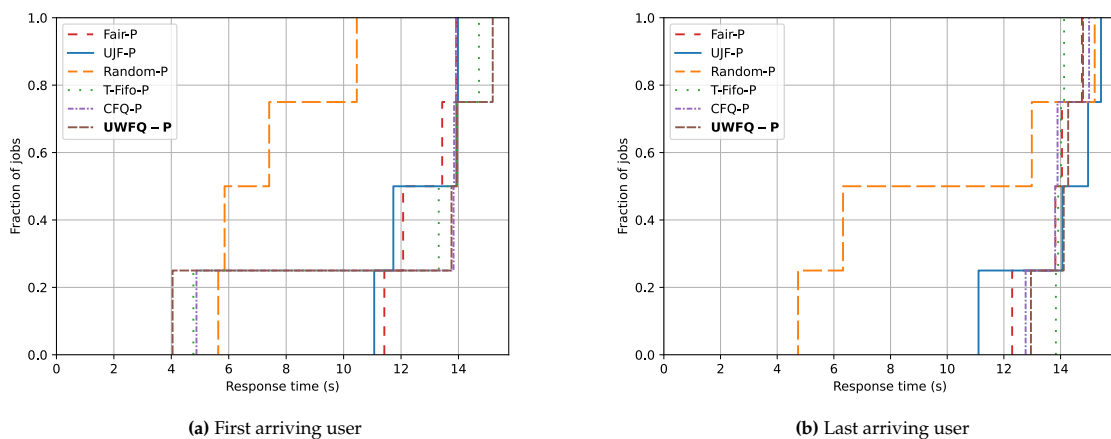 1.0
0.8
0.6
0.4
0.2
0.0
Fraction of jobs
Fair-P
UJF-P
Random-P
T-Fifo-P
CFQ-P
UWFQ – P
0 2 4 6 8 10 12 14
Response time (s)
(a) First arriving user
1.0
0.8
0.6
0.4
0.2
0.0
Fraction of jobs
Fair-P
UJF-P
Random-P
T-Fifo-P
CFQ-P
UWFQ – P
0 2 4 6 8 10 12 14
Response time (s)
(b) Last arriving user